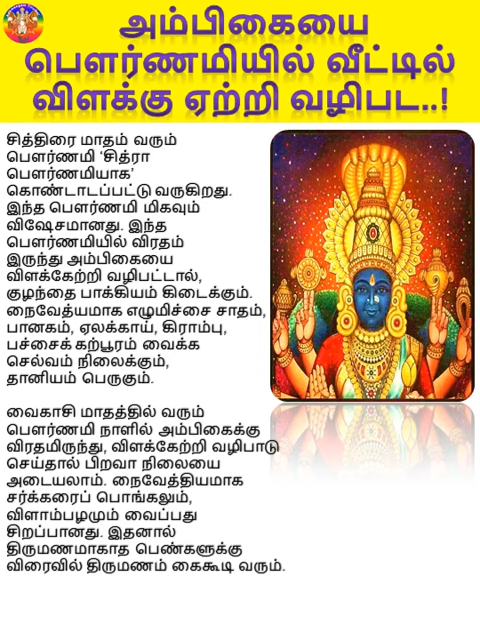 அம்பிகையை
பௌர்ணமியில் வீட்டில்
விளக்கு ஏற்றி வழிபட..!
சித்திரை மாதம் வரும்
பௌர்ணமி ‘சித்ரா
பௌர்ணமியாக’
கொண்டாடப்பட்டு வருகிறது.
இந்த பௌர்ணமி மிகவும்
விஷேசமானது. இந்த
பௌர்ணமியில் விரதம்
இருந்து அம்பிகையை
விளக்கேற்றி வழிபட்டால்,
குழந்தை பாக்கியம் கிடைக்கும்.
நைவேத்யமாக எழுமிச்சை சாதம்,
பானகம், ஏலக்காய், கிராம்பு,
பச்சைக் கற்பூரம் வைக்க
செல்வம் நிலைக்கும்,
தானியம் பெருகும்.
வைகாசி மாதத்தில் வரும்
பௌர்ணமி நாளில் அம்பிகைக்கு
விரதமிருந்து, விளக்கேற்றி வழிபாடு
செய்தால் பிறவா நிலையை
அடையலாம். நைவேத்தியமாக
சர்க்கரைப் பொங்கலும்,
விளாம்பழமும் வைப்பது
சிறப்பானது. இதனால்
திருமணமாகாத பெண்களுக்கு
விரைவில் திருமணம் கைகூடி வரும்.